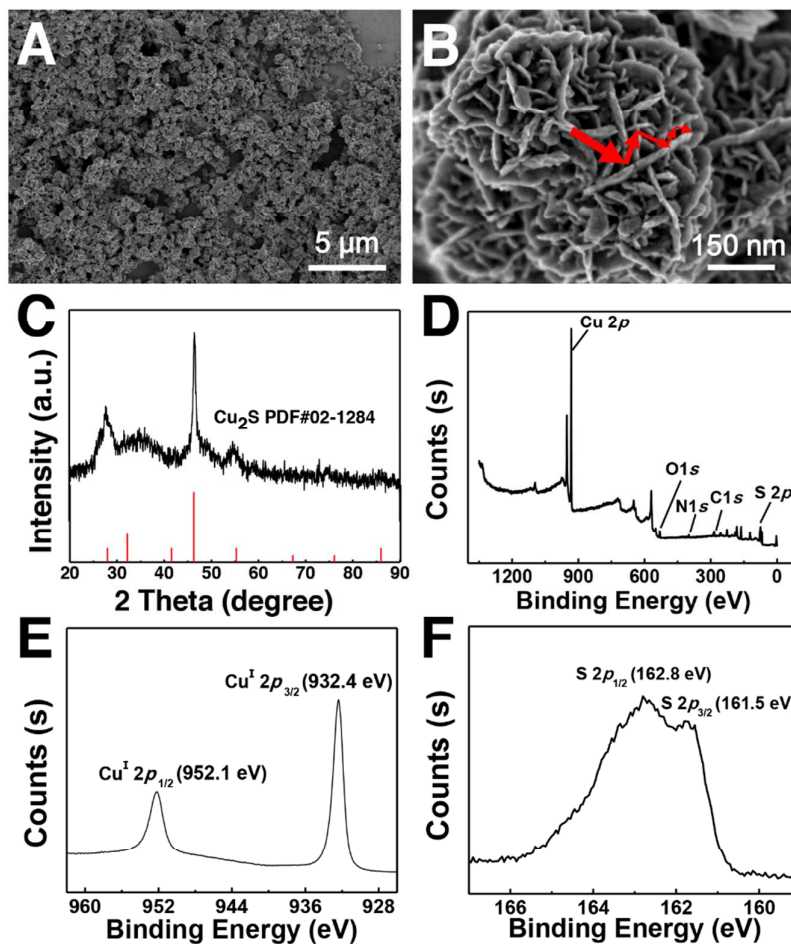 A
5 μm
B
150 nm
C
Intensity (a.u.)
Cu₂S PDF#02-1284
20 30 40 50 60 70 80 90
2 Theta (degree)
D
Counts (s)
Cu 2p
O1s
N1s
C1s
S 2p
1200 900 600 300 0
Binding Energy (eV)
E
Counts (s)
Cuᴵ 2p₃/₂ (932.4 eV)
Cuᴵ 2p₁/₂ (952.1 eV)
960 952 944 936 928
Binding Energy (eV)
F
Counts (s)
S 2p₁/₂ (162.8 eV)
S 2p₃/₂ (161.5 eV)
166 164 162 160
Binding Energy (eV)